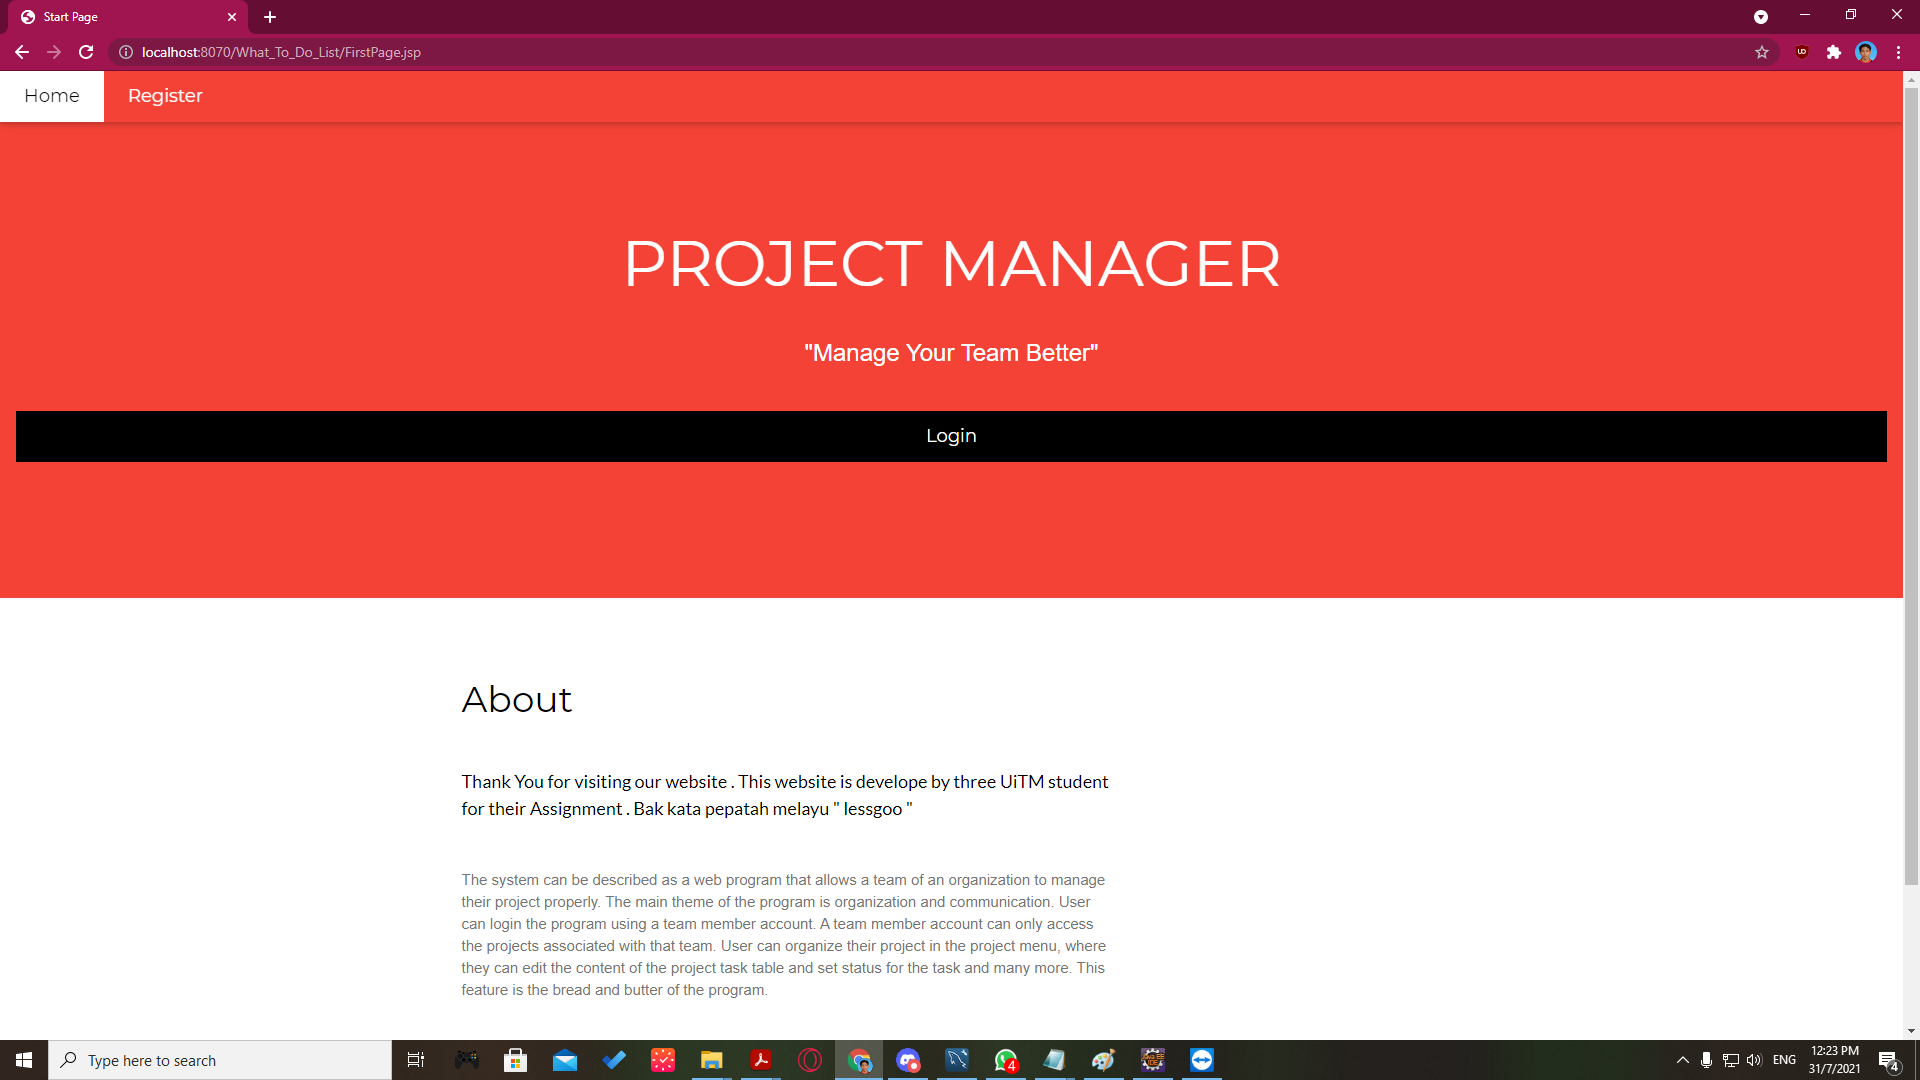 Start Page
localhost:8070/What_To_Do_List/FirstPage.jsp
Home
Register
PROJECT MANAGER
"Manage Your Team Better"
Login
About
Thank You for visiting our website . This website is develope by three UiTM student
for their Assignment . Bak kata pepatah melayu " lessgoo "
The system can be described as a web program that allows a team of an organization to manage
their project properly. The main theme of the program is organization and communication. User
can login the program using a team member account. A team member account can only access
the projects associated with that team. User can organize their project in the project menu, where
they can edit the content of the project task table and set status for the task and many more. This
feature is the bread and butter of the program.
Type here to search
4
ENG
12:23 PM
31/7/2021
4